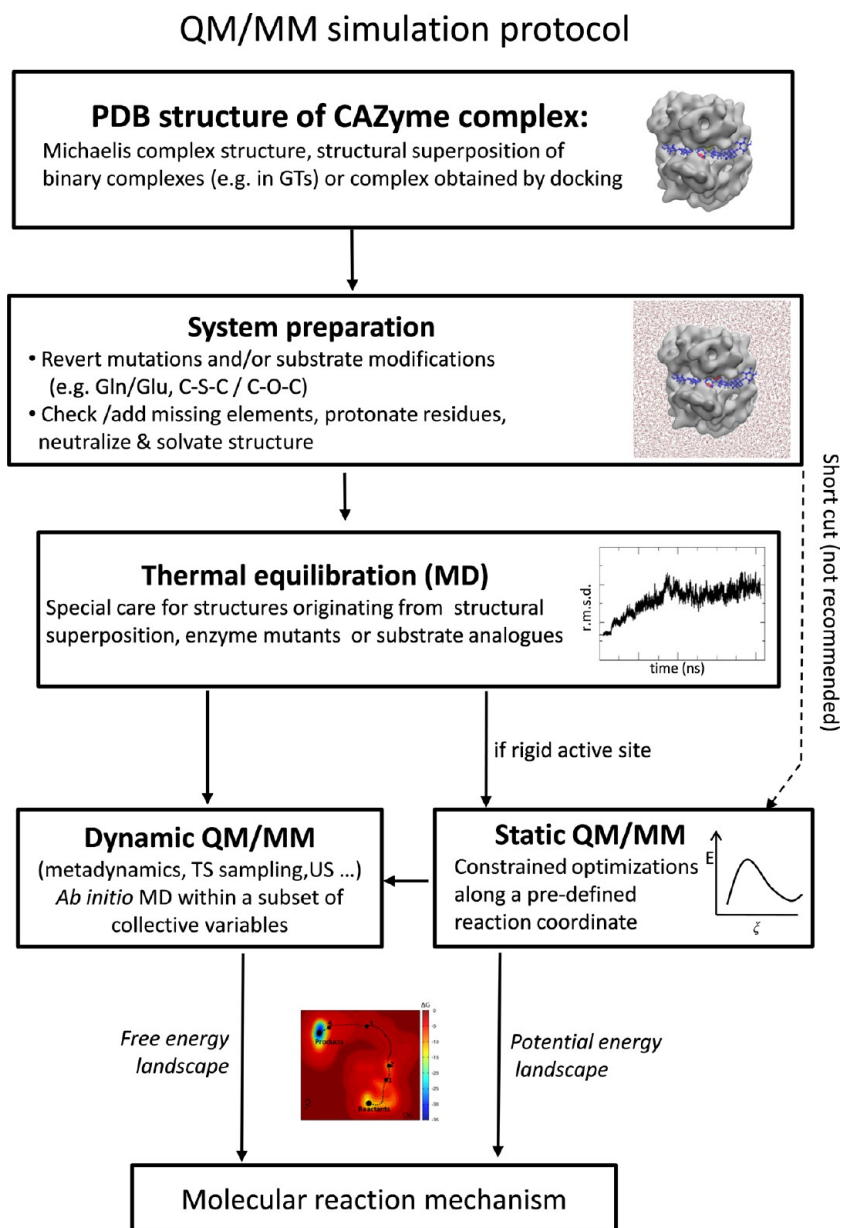 QM/MM simulation protocol
PDB structure of CAZyme complex:
Michaelis complex structure, structural superposition of
binary complexes (e.g. in GTs) or complex obtained by docking
System preparation
• Revert mutations and/or substrate modifications
(e.g. Gln/Glu, C-S-C / C-O-C)
• Check /add missing elements, protonate residues,
neutralize & solvate structure
Short cut (not recommended)
Thermal equilibration (MD)
Special care for structures originating from structural
superposition, enzyme mutants or substrate analogues
r.m.s.d.
time (ns)
if rigid active site
Dynamic QM/MM
(metadynamics, TS sampling,US ...)
Ab initio MD within a subset of
collective variables
Static QM/MM
Constrained optimizations
along a pre-defined
reaction coordinate
E
ξ
Free energy
landscape
ΔG
Products
Reactants
Potential energy
landscape
Molecular reaction mechanism